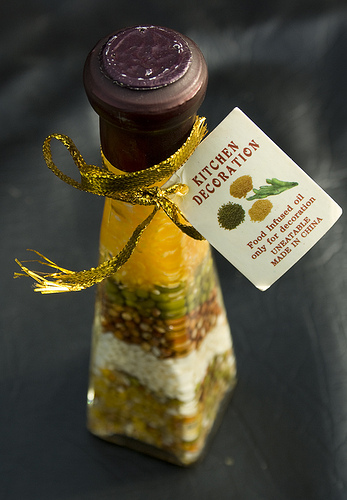 KITCHEN
DECORATION
Food Infused oil
only for decoration
UNEATABLE
MADE IN CHINA